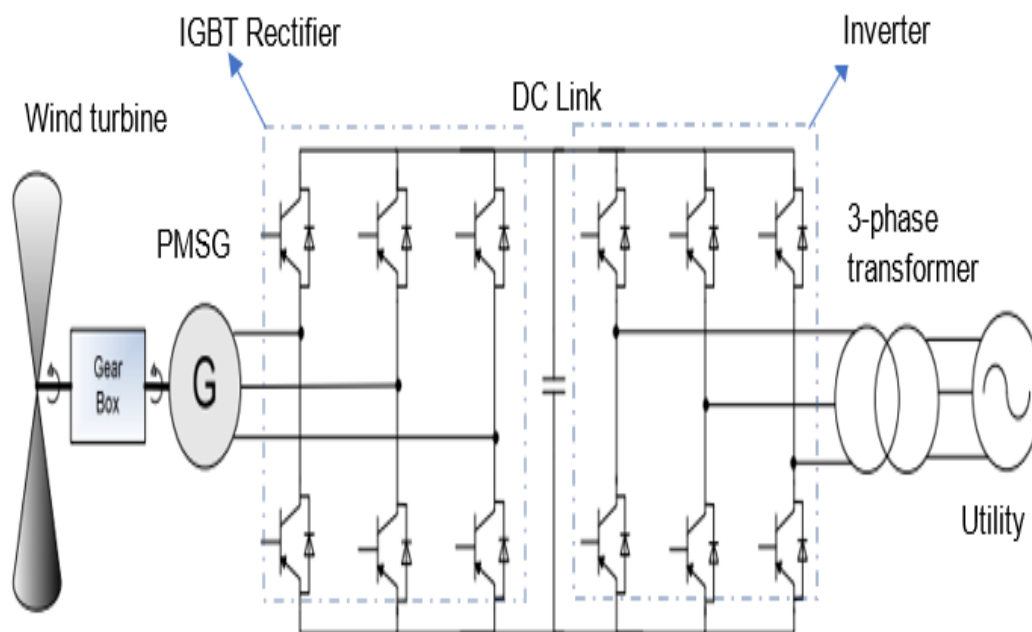 IGBT Rectifier
Inverter
DC Link
Wind turbine
3-phase
transformer
PMSG
Gear
Box
G
Utility